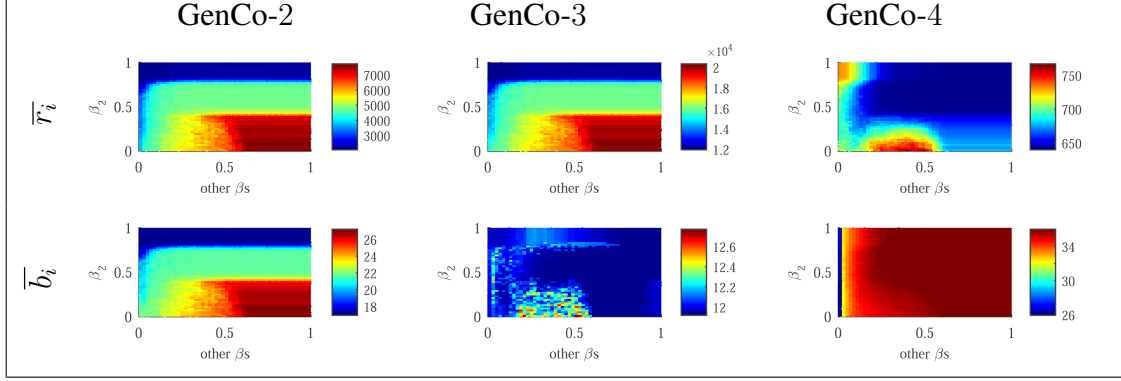 GenCo-2 GenCo-3 GenCo-4
r̅ᵢ
β₂
1
0.5
0
0 0.5 1
other βs
7000
6000
5000
4000
3000
β₂
1
0.5
0
0 0.5 1
other βs
×10⁴
2
1.8
1.6
1.4
1.2
β₂
1
0.5
0
0 0.5 1
other βs
750
700
650
b̅ᵢ
β₂
1
0.5
0
0 0.5 1
other βs
26
24
22
20
18
β₂
1
0.5
0
0 0.5 1
other βs
12.6
12.4
12.2
12
β₂
1
0.5
0
0 0.5 1
other βs
34
31
30
28
26